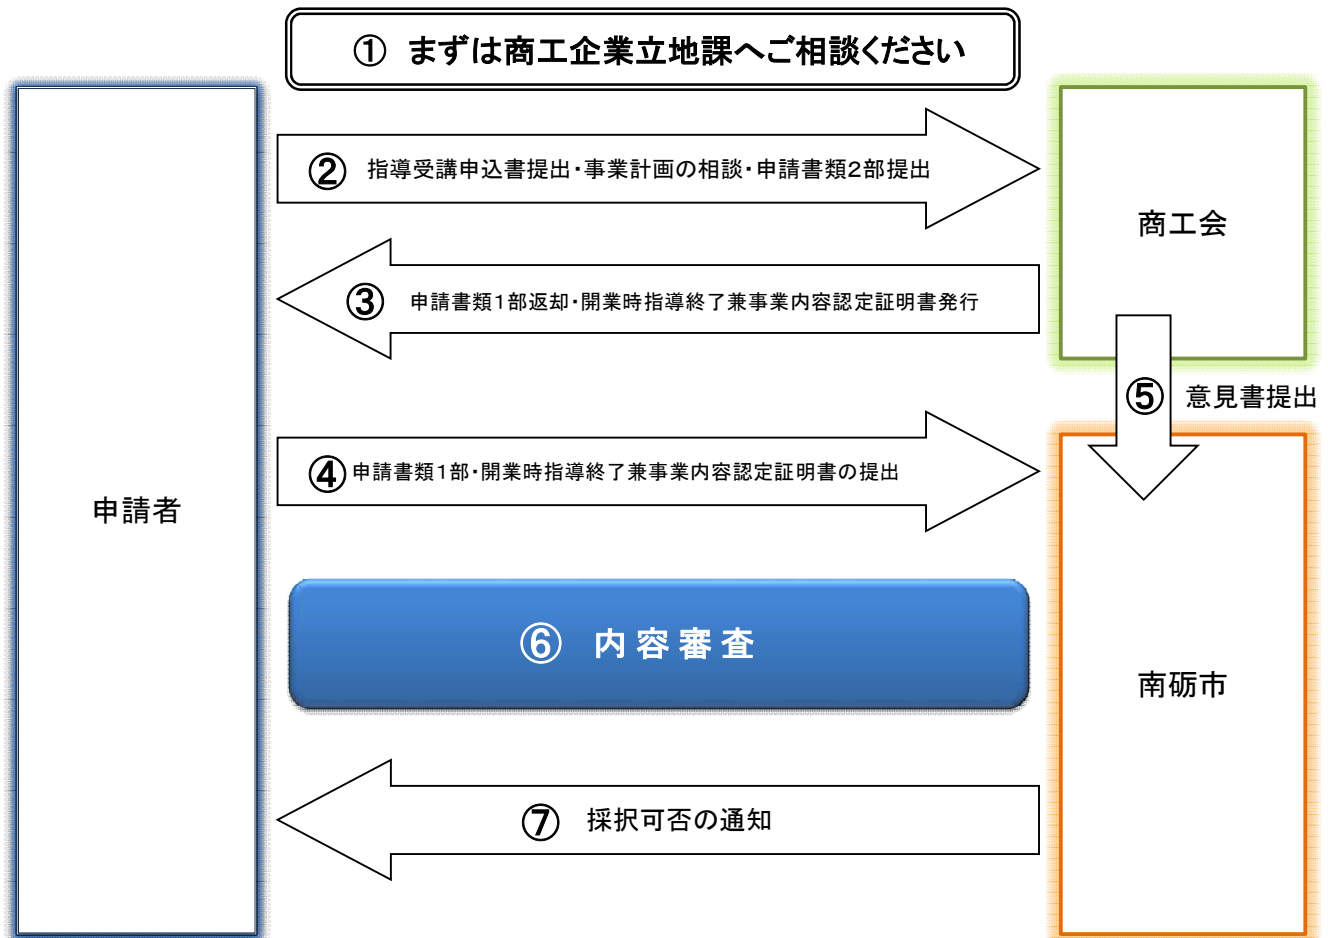 ① まずは商工企業立地課へご相談ください
② 指導受講申込書提出・事業計画の相談・申請書類2部提出
商工会
③ 申請書類1部返却・開業時指導終了兼事業内容認定証明書発行
⑤ 意見書提出
④ 申請書類1部・開業時指導終了兼事業内容認定証明書の提出
申請者
⑥ 内容審査
南砺市
⑦ 採択可否の通知